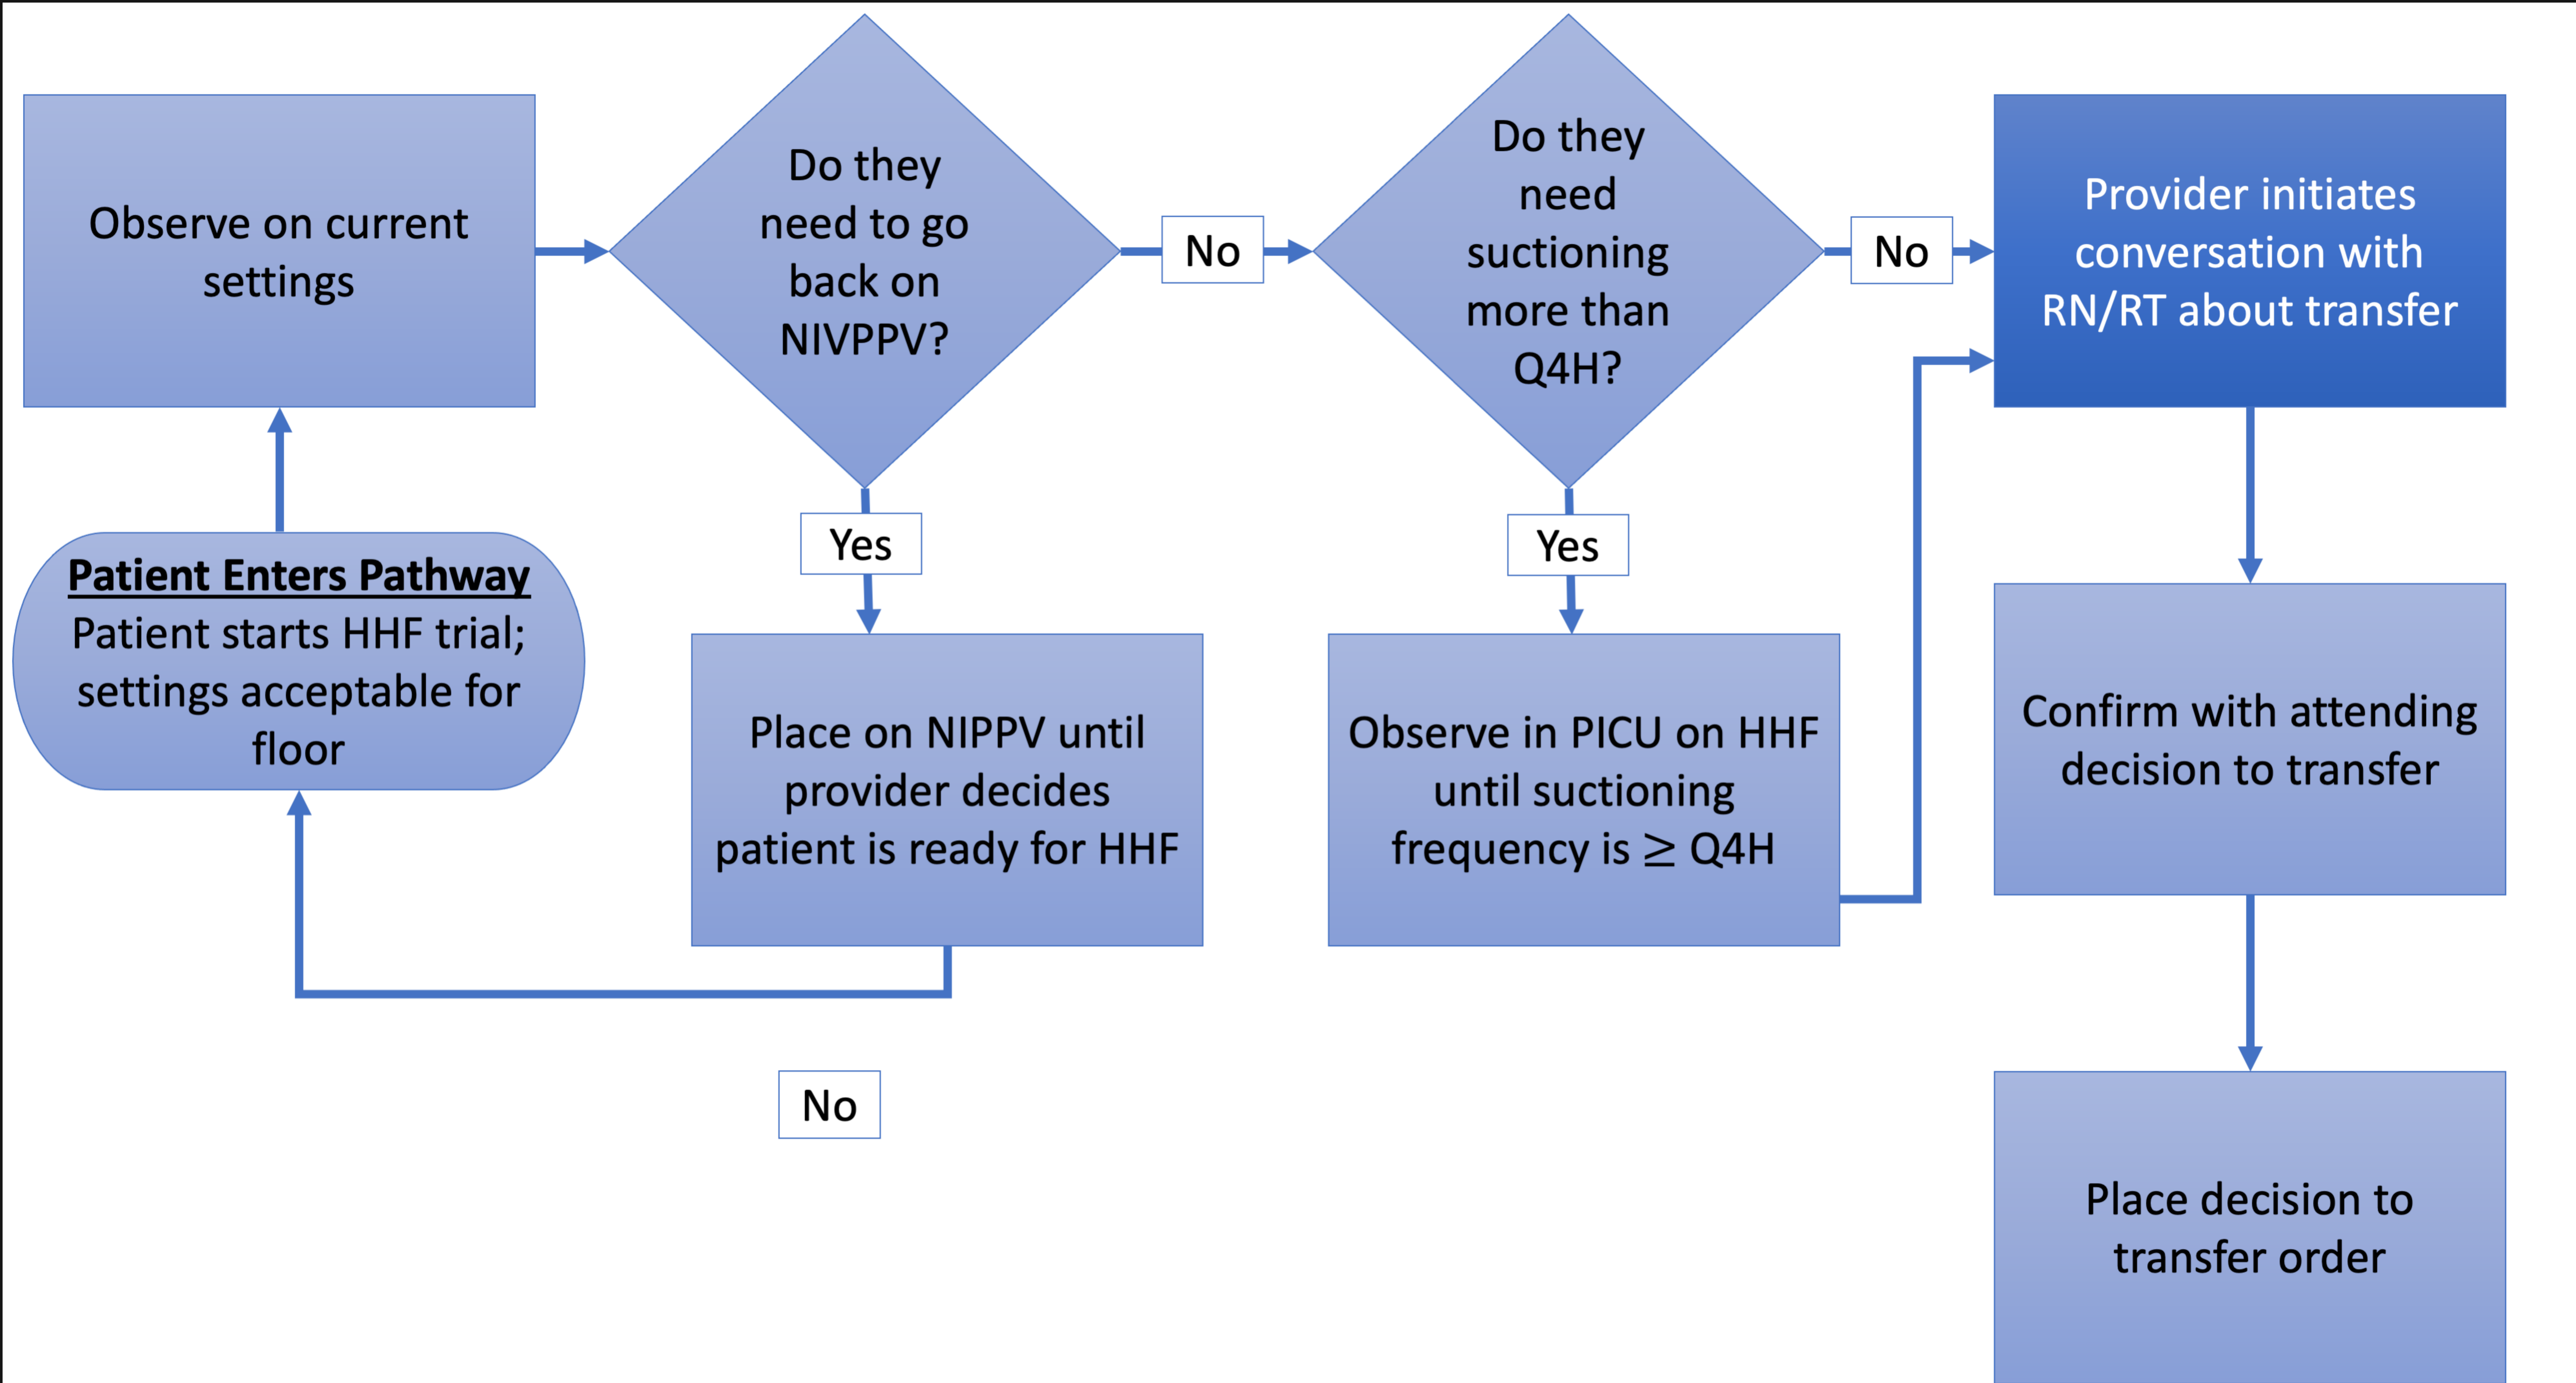 Observe on current
settings
Do they
need to go
back on
NIVPPV?
No
Do they
need
suctioning
more than
Q4H?
No
Provider initiates
conversation with
RN/RT about transfer
Patient Enters Pathway
Patient starts HHF trial;
settings acceptable for
floor
Yes
Place on NIPPV until
provider decides
patient is ready for HHF
Yes
Observe in PICU on HHF
until suctioning
frequency is ≥ Q4H
Confirm with attending
decision to transfer
No
Place decision to
transfer order